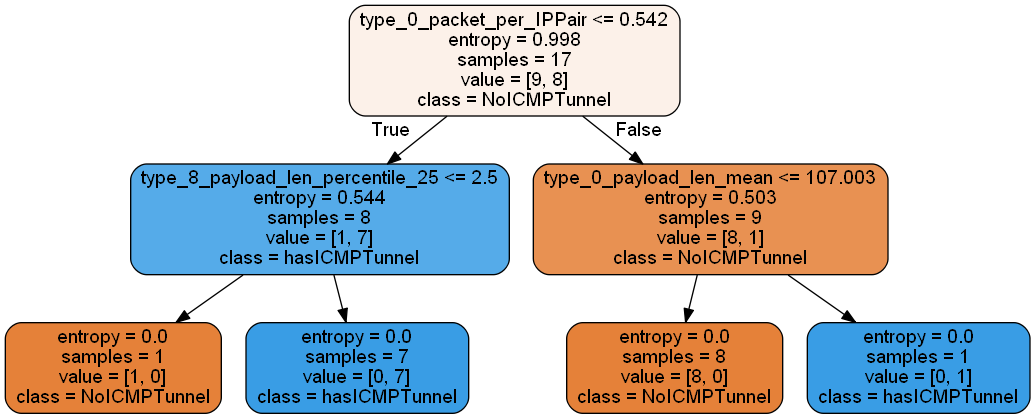 type_0_packet_per_IPPair <= 0.542
entropy = 0.998
samples = 17
value = [9, 8]
class = NoICMPTunnel
True
False
type_8_payload_len_percentile_25 <= 2.5
entropy = 0.544
samples = 8
value = [1, 7]
class = hasICMPTunnel
type_0_payload_len_mean <= 107.003
entropy = 0.503
samples = 9
value = [8, 1]
class = NoICMPTunnel
entropy = 0.0
samples = 1
value = [1, 0]
class = NoICMPTunnel
entropy = 0.0
samples = 7
value = [0, 7]
class = hasICMPTunnel
entropy = 0.0
samples = 8
value = [8, 0]
class = NoICMPTunnel
entropy = 0.0
samples = 1
value = [0, 1]
class = hasICMPTunnel